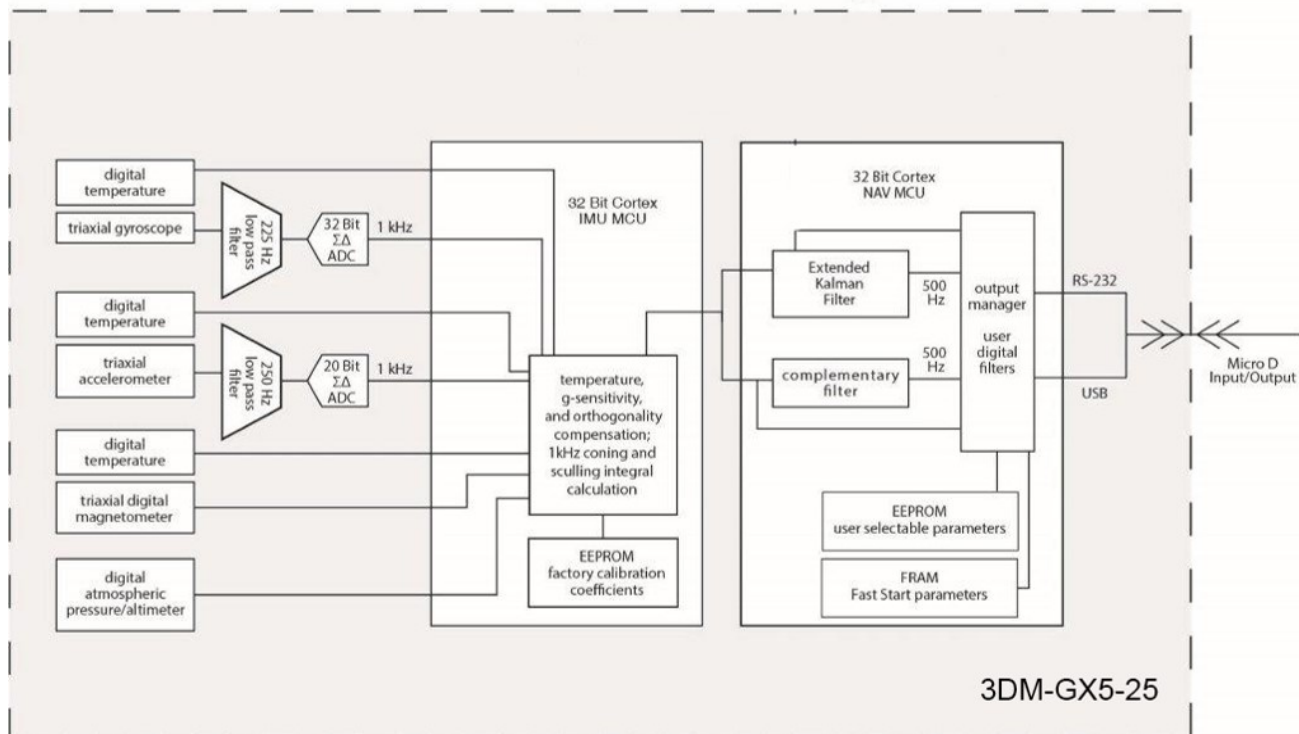 digital
temperature
triaxial gyroscope
225 Hz
low pass
filter
32 Bit
ΣΔ
ADC
1 kHz
digital
temperature
triaxial
accelerometer
250 Hz
low pass
filter
20 Bit
ΣΔ
ADC
1 kHz
digital
temperature
triaxial digital
magnetometer
digital
atmospheric
pressure/altimeter
32 Bit Cortex
IMU MCU
temperature,
g-sensitivity,
and orthogonality
compensation;
1kHz coning and
sculling integral
calculation
EEPROM
factory calibration
coefficients
32 Bit Cortex
NAV MCU
Extended
Kalman
Filter
500
Hz
complementary
filter
500
Hz
output
manager
user
digital
filters
EEPROM
user selectable parameters
FRAM
Fast Start parameters
RS-232
USB
Micro D
Input/Output
3DM-GX5-25